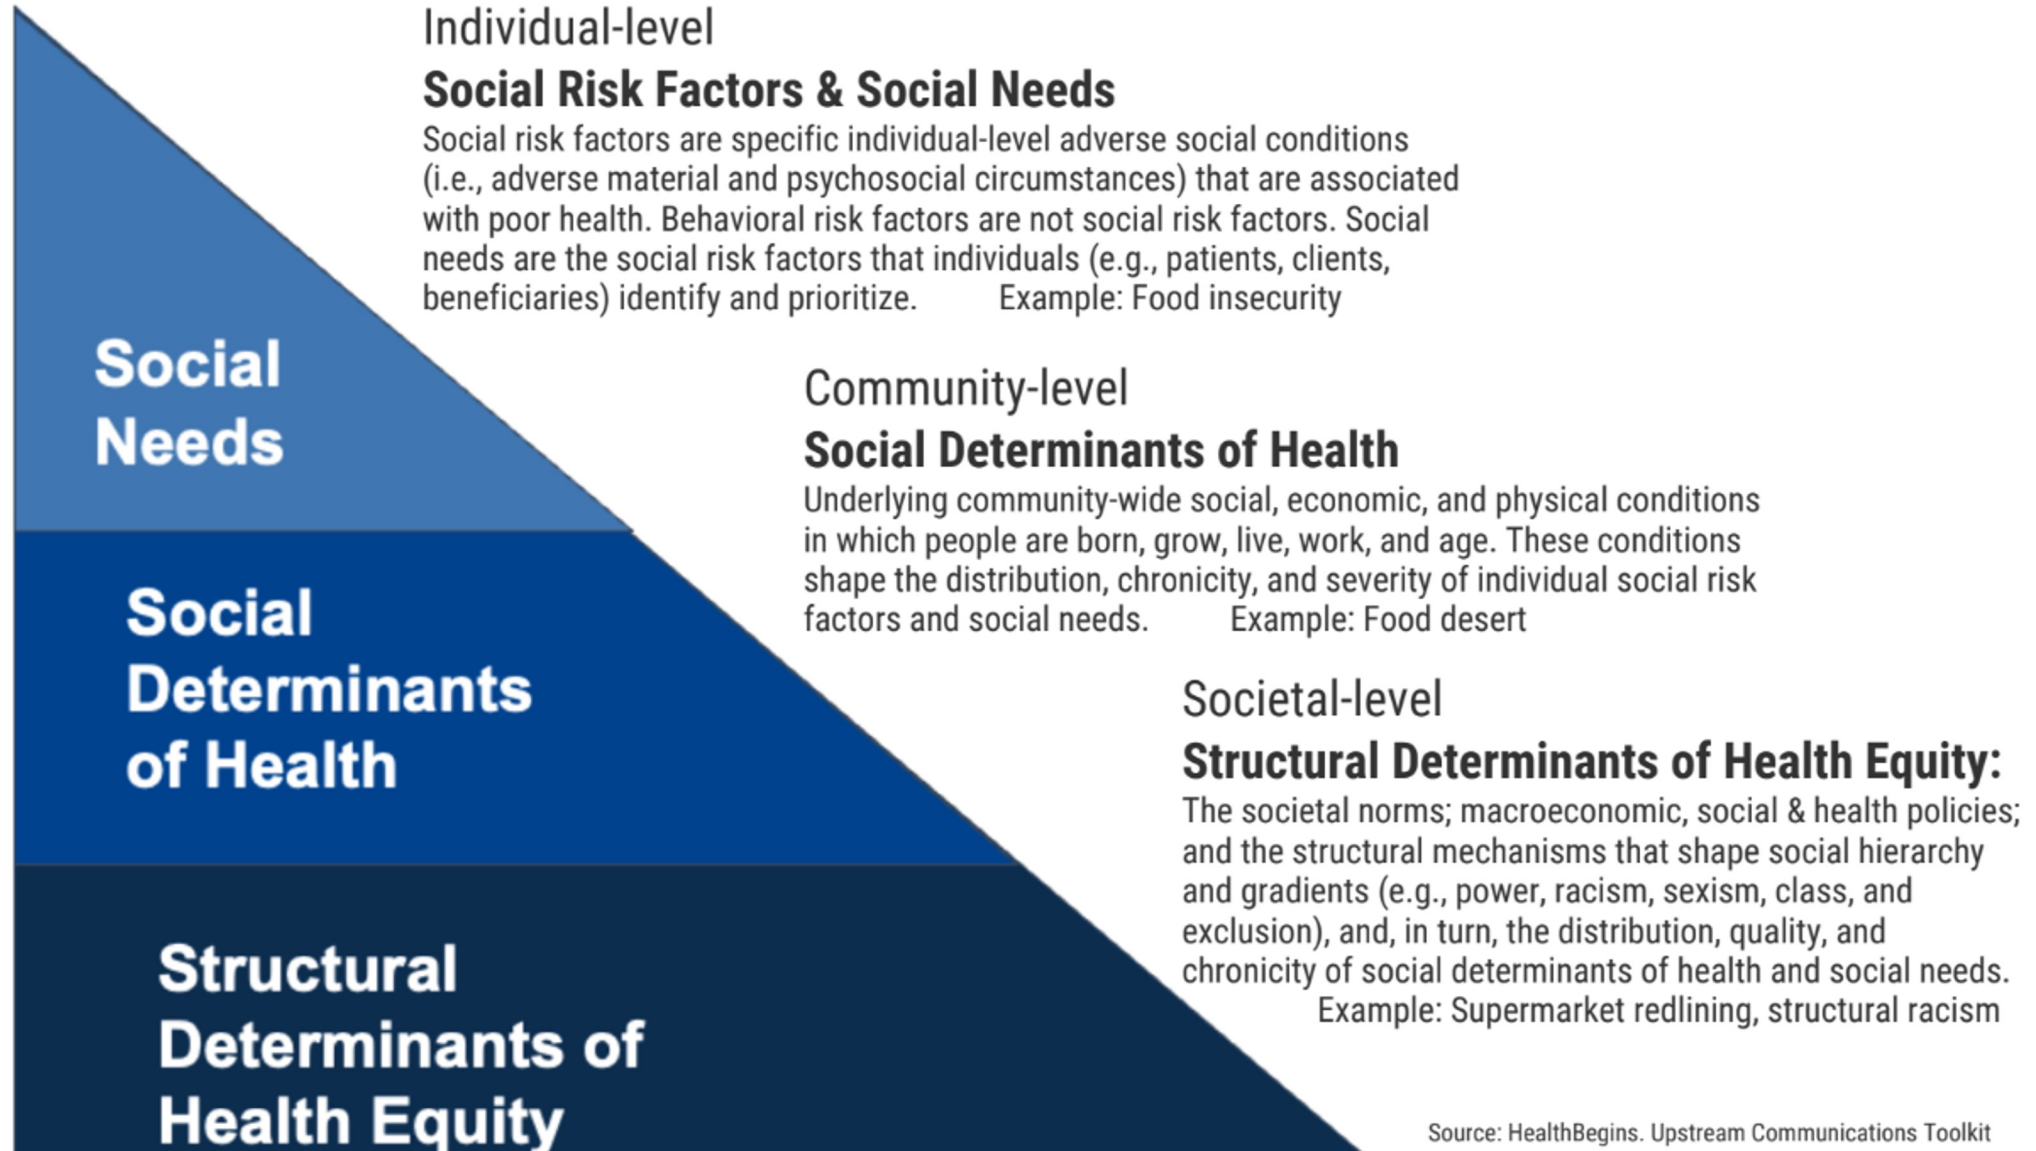 Individual-level
Social Risk Factors & Social Needs
Social risk factors are specific individual-level adverse social conditions
(i.e., adverse material and psychosocial circumstances) that are associated
with poor health. Behavioral risk factors are not social risk factors. Social
needs are the social risk factors that individuals (e.g., patients, clients,
beneficiaries) identify and prioritize. Example: Food insecurity
Social
Needs
Community-level
Social Determinants of Health
Underlying community-wide social, economic, and physical conditions
in which people are born, grow, live, work, and age. These conditions
shape the distribution, chronicity, and severity of individual social risk
factors and social needs. Example: Food desert
Social
Determinants
of Health
Societal-level
Structural Determinants of Health Equity:
The societal norms; macroeconomic, social & health policies;
and the structural mechanisms that shape social hierarchy
and gradients (e.g., power, racism, sexism, class, and
exclusion), and, in turn, the distribution, quality, and
chronicity of social determinants of health and social needs.
Example: Supermarket redlining, structural racism
Structural
Determinants of
Health Equity
Source: HealthBegins. Upstream Communications Toolkit